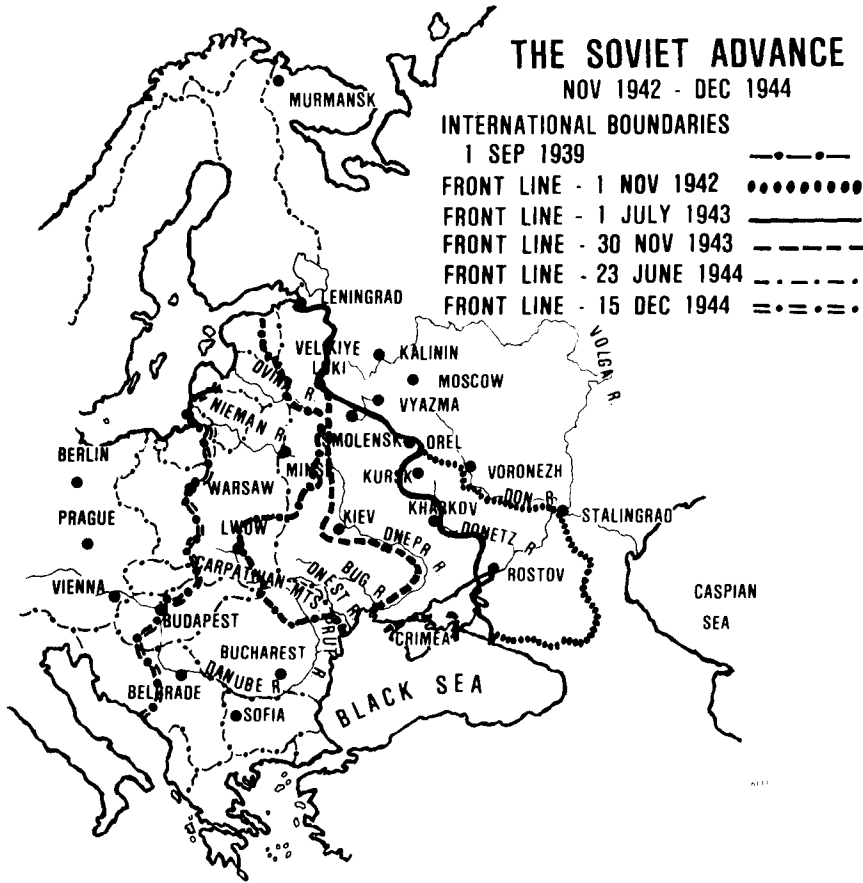 THE SOVIET ADVANCE
NOV 1942 - DEC 1944
INTERNATIONAL BOUNDARIES
1 SEP 1939
FRONT LINE - 1 NOV 1942
FRONT LINE - 1 JULY 1943
FRONT LINE - 30 NOV 1943
FRONT LINE - 23 JUNE 1944
FRONT LINE - 15 DEC 1944
MURMANSK
LENINGRAD
VOLGA R.
VELKIYE
LUKI
KALININ
DVINA R.
MOSCOW
VYAZMA
NIEMAN R.
SMOLENSK
OREL
BERLIN
MINSK
KURSK
VORONEZH
WARSAW
DON R.
PRAGUE
LWOW
KIEV
KHARKOV
STALINGRAD
DNEPR R.
DONETZ R.
CARPATHIAN MTS
DNESTR R.
BUG R.
ROSTOV
VIENNA
CASPIAN
SEA
BUDAPEST
PRUT R.
CRIMEA
BUCHAREST
DANUBE R.
BELGRADE
BLACK SEA
SOFIA